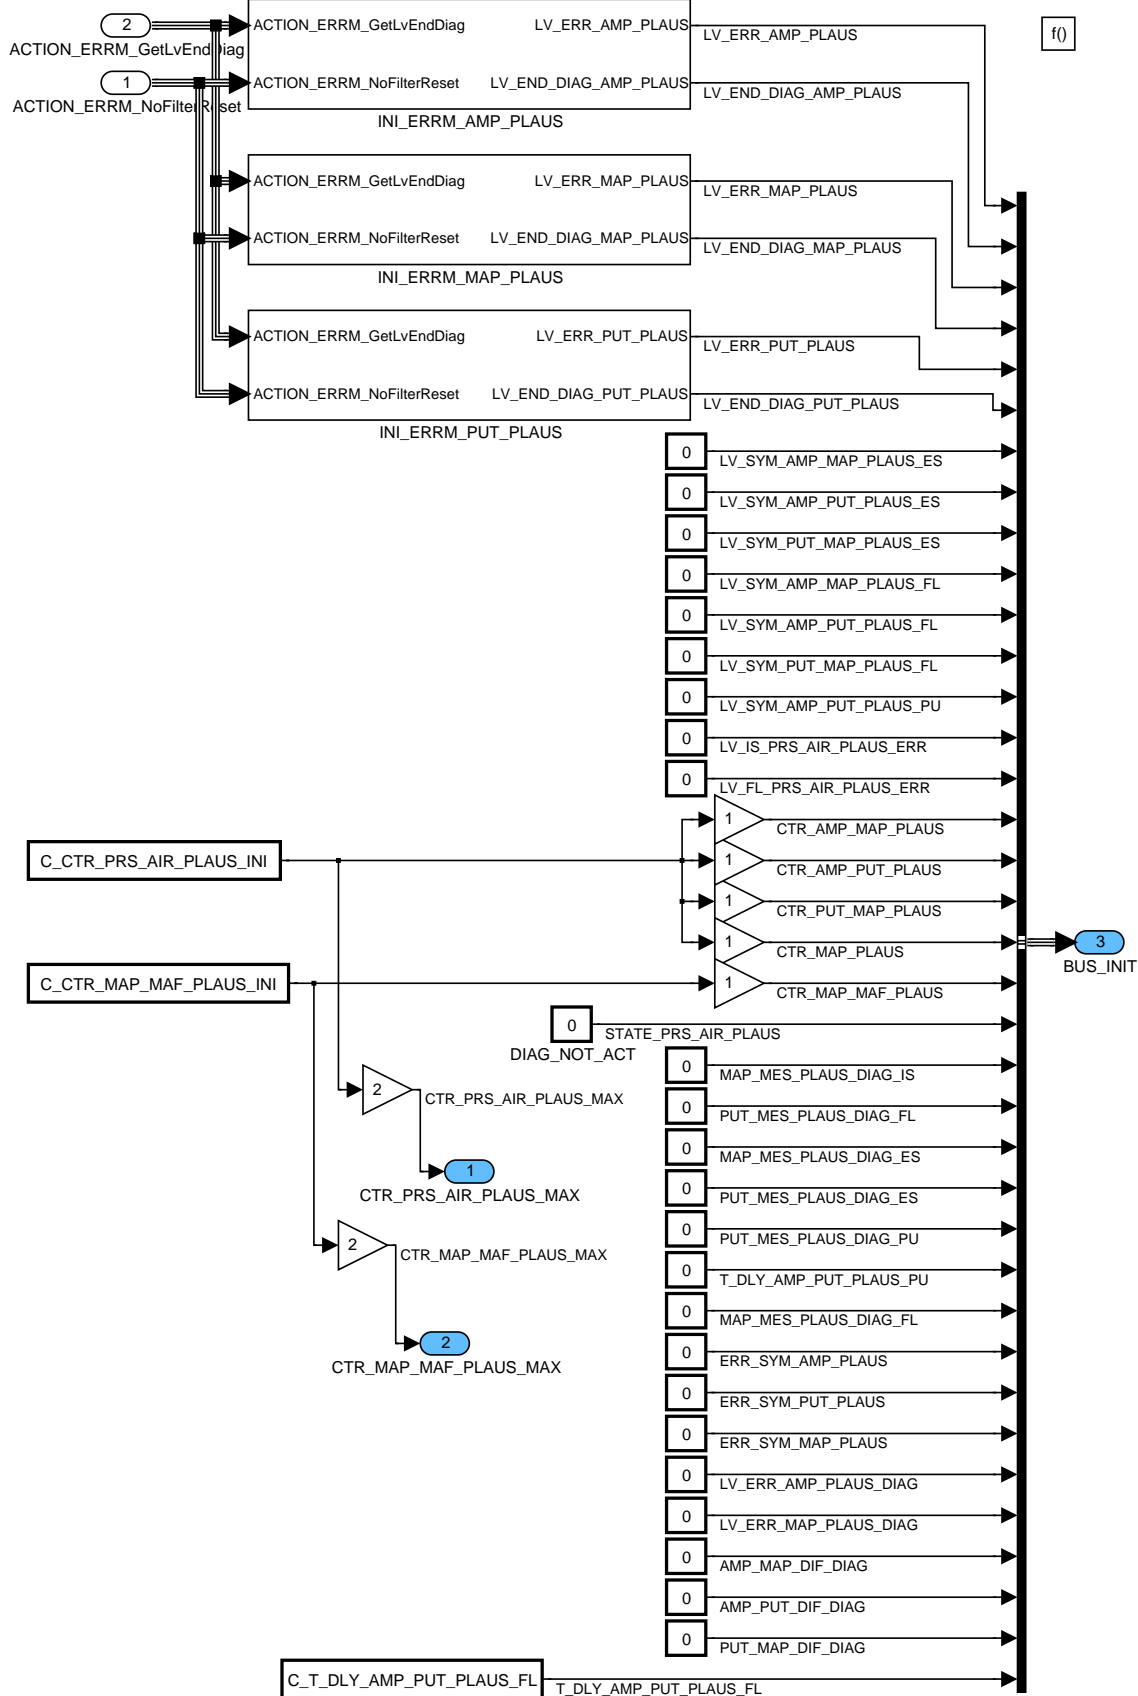 2
ACTION_ERRM_GetLvEndDiag
1
ACTION_ERRM_NoFilterReset
ACTION_ERRM_GetLvEndDiag
LV_ERR_AMP_PLAUS
ACTION_ERRM_NoFilterReset
LV_END_DIAG_AMP_PLAUS
INI_ERRM_AMP_PLAUS
LV_ERR_AMP_PLAUS
LV_END_DIAG_AMP_PLAUS
f()
ACTION_ERRM_GetLvEndDiag
LV_ERR_MAP_PLAUS
ACTION_ERRM_NoFilterReset
LV_END_DIAG_MAP_PLAUS
INI_ERRM_MAP_PLAUS
LV_ERR_MAP_PLAUS
LV_END_DIAG_MAP_PLAUS
ACTION_ERRM_GetLvEndDiag
LV_ERR_PUT_PLAUS
ACTION_ERRM_NoFilterReset
LV_END_DIAG_PUT_PLAUS
INI_ERRM_PUT_PLAUS
LV_ERR_PUT_PLAUS
LV_END_DIAG_PUT_PLAUS
0
LV_SYM_AMP_MAP_PLAUS_ES
0
LV_SYM_AMP_PUT_PLAUS_ES
0
LV_SYM_PUT_MAP_PLAUS_ES
0
LV_SYM_AMP_MAP_PLAUS_FL
0
LV_SYM_AMP_PUT_PLAUS_FL
0
LV_SYM_PUT_MAP_PLAUS_FL
0
LV_SYM_AMP_PUT_PLAUS_PU
0
LV_IS_PRS_AIR_PLAUS_ERR
0
LV_FL_PRS_AIR_PLAUS_ERR
C_CTR_PRS_AIR_PLAUS_INI
1
CTR_AMP_MAP_PLAUS
1
CTR_AMP_PUT_PLAUS
1
CTR_PUT_MAP_PLAUS
1
CTR_MAP_PLAUS
C_CTR_MAP_MAF_PLAUS_INI
1
CTR_MAP_MAF_PLAUS
3
BUS_INIT
0
DIAG_NOT_ACT
STATE_PRS_AIR_PLAUS
2
CTR_PRS_AIR_PLAUS_MAX
1
CTR_PRS_AIR_PLAUS_MAX
2
CTR_MAP_MAF_PLAUS_MAX
2
CTR_MAP_MAF_PLAUS_MAX
0
MAP_MES_PLAUS_DIAG_IS
0
PUT_MES_PLAUS_DIAG_FL
0
MAP_MES_PLAUS_DIAG_ES
0
PUT_MES_PLAUS_DIAG_ES
0
PUT_MES_PLAUS_DIAG_PU
0
T_DLY_AMP_PUT_PLAUS_PU
0
MAP_MES_PLAUS_DIAG_FL
0
ERR_SYM_AMP_PLAUS
0
ERR_SYM_PUT_PLAUS
0
ERR_SYM_MAP_PLAUS
0
LV_ERR_AMP_PLAUS_DIAG
0
LV_ERR_MAP_PLAUS_DIAG
0
AMP_MAP_DIF_DIAG
0
AMP_PUT_DIF_DIAG
0
PUT_MAP_DIF_DIAG
C_T_DLY_AMP_PUT_PLAUS_FL
T_DLY_AMP_PUT_PLAUS_FL